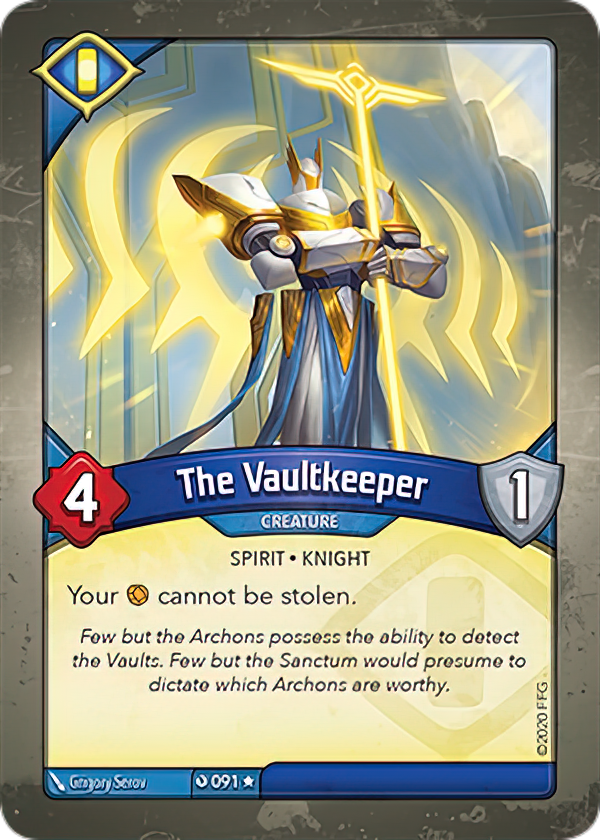 The Vaultkeeper
4
1
CREATURE
SPIRIT • KNIGHT
Your cannot be stolen.
Few but the Archons possess the ability to detect
the Vaults. Few but the Sanctum would presume to
dictate which Archons are worthy.
©2020 FFG
Grigory Serov
091